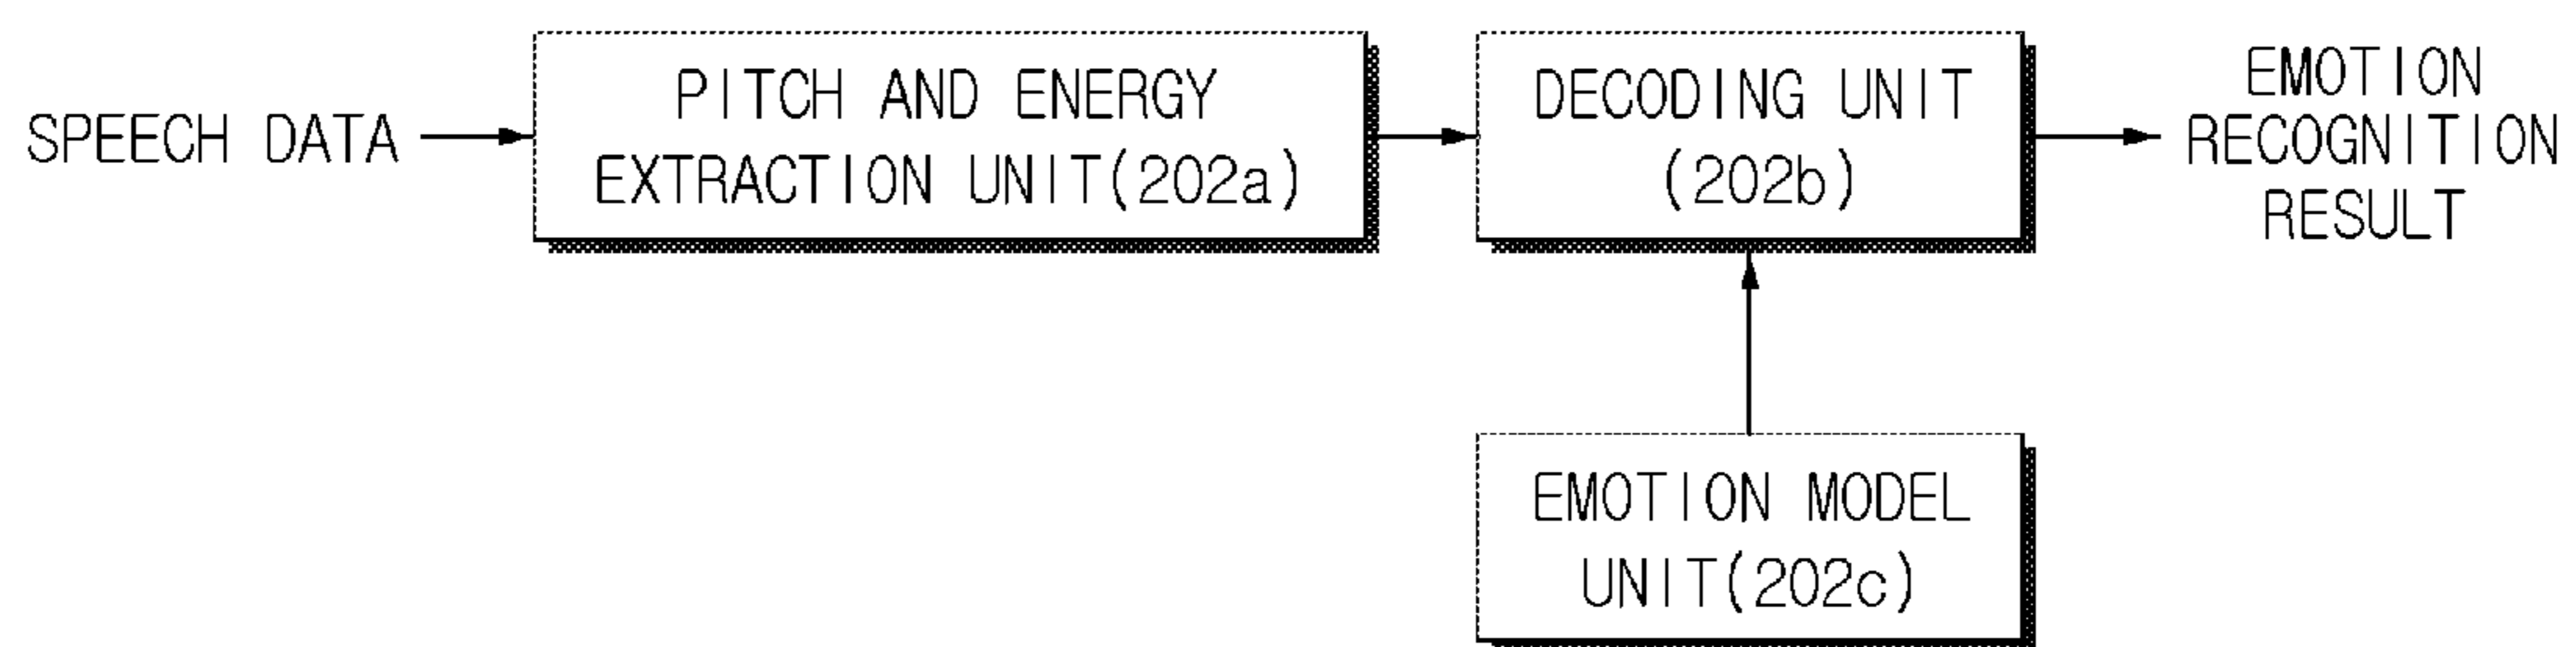 SPEECH DATA
PITCH AND ENERGY
EXTRACTION UNIT(202a)
DECODING UNIT
(202b)
EMOTION
RECOGNITION
RESULT
EMOTION MODEL
UNIT(202c)